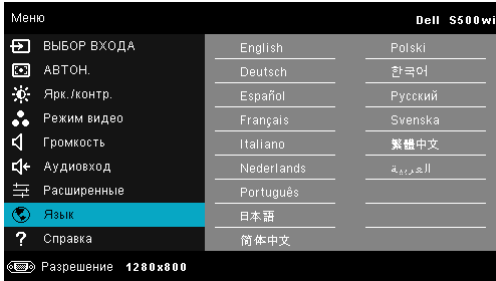 Меню Dell S500wi
ВЫБОР ВХОДА
АВТОН.
Ярк./контр.
Режим видео
Громкость
Аудиовход
Расширенные
Язык
Справка
English
Deutsch
Español
Français
Italiano
Nederlands
Português
日本語
简体中文
Polski
한국어
Русский
Svenska
繁體中文
العربية
Разрешение 1280x800